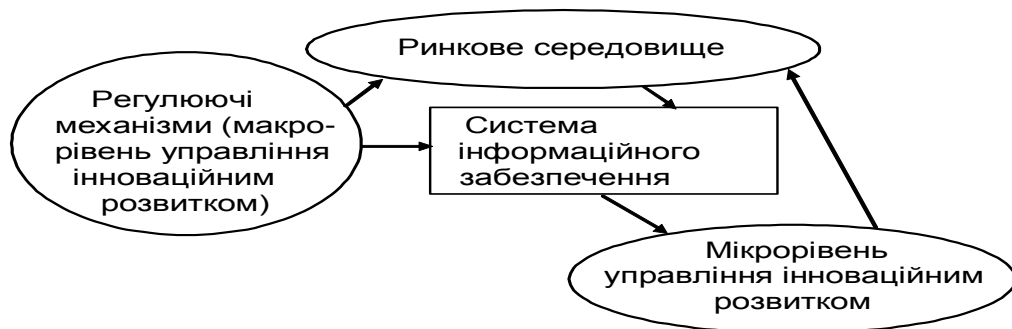 Ринкове середовище
Регулюючі
механізми (макро-
рівень управління
інноваційним
розвитком)
Система
інформаційного
забезпечення
Мікрорівень
управління інноваційним
розвитком